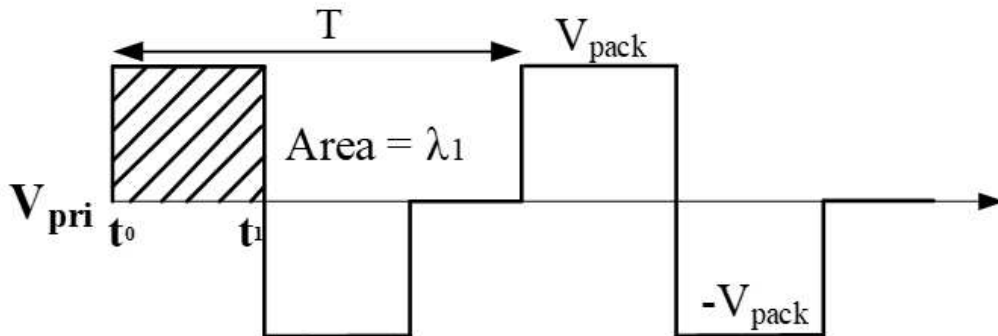 T
V_pack
Area = λ1
V_pri
t0
t1
-V_pack